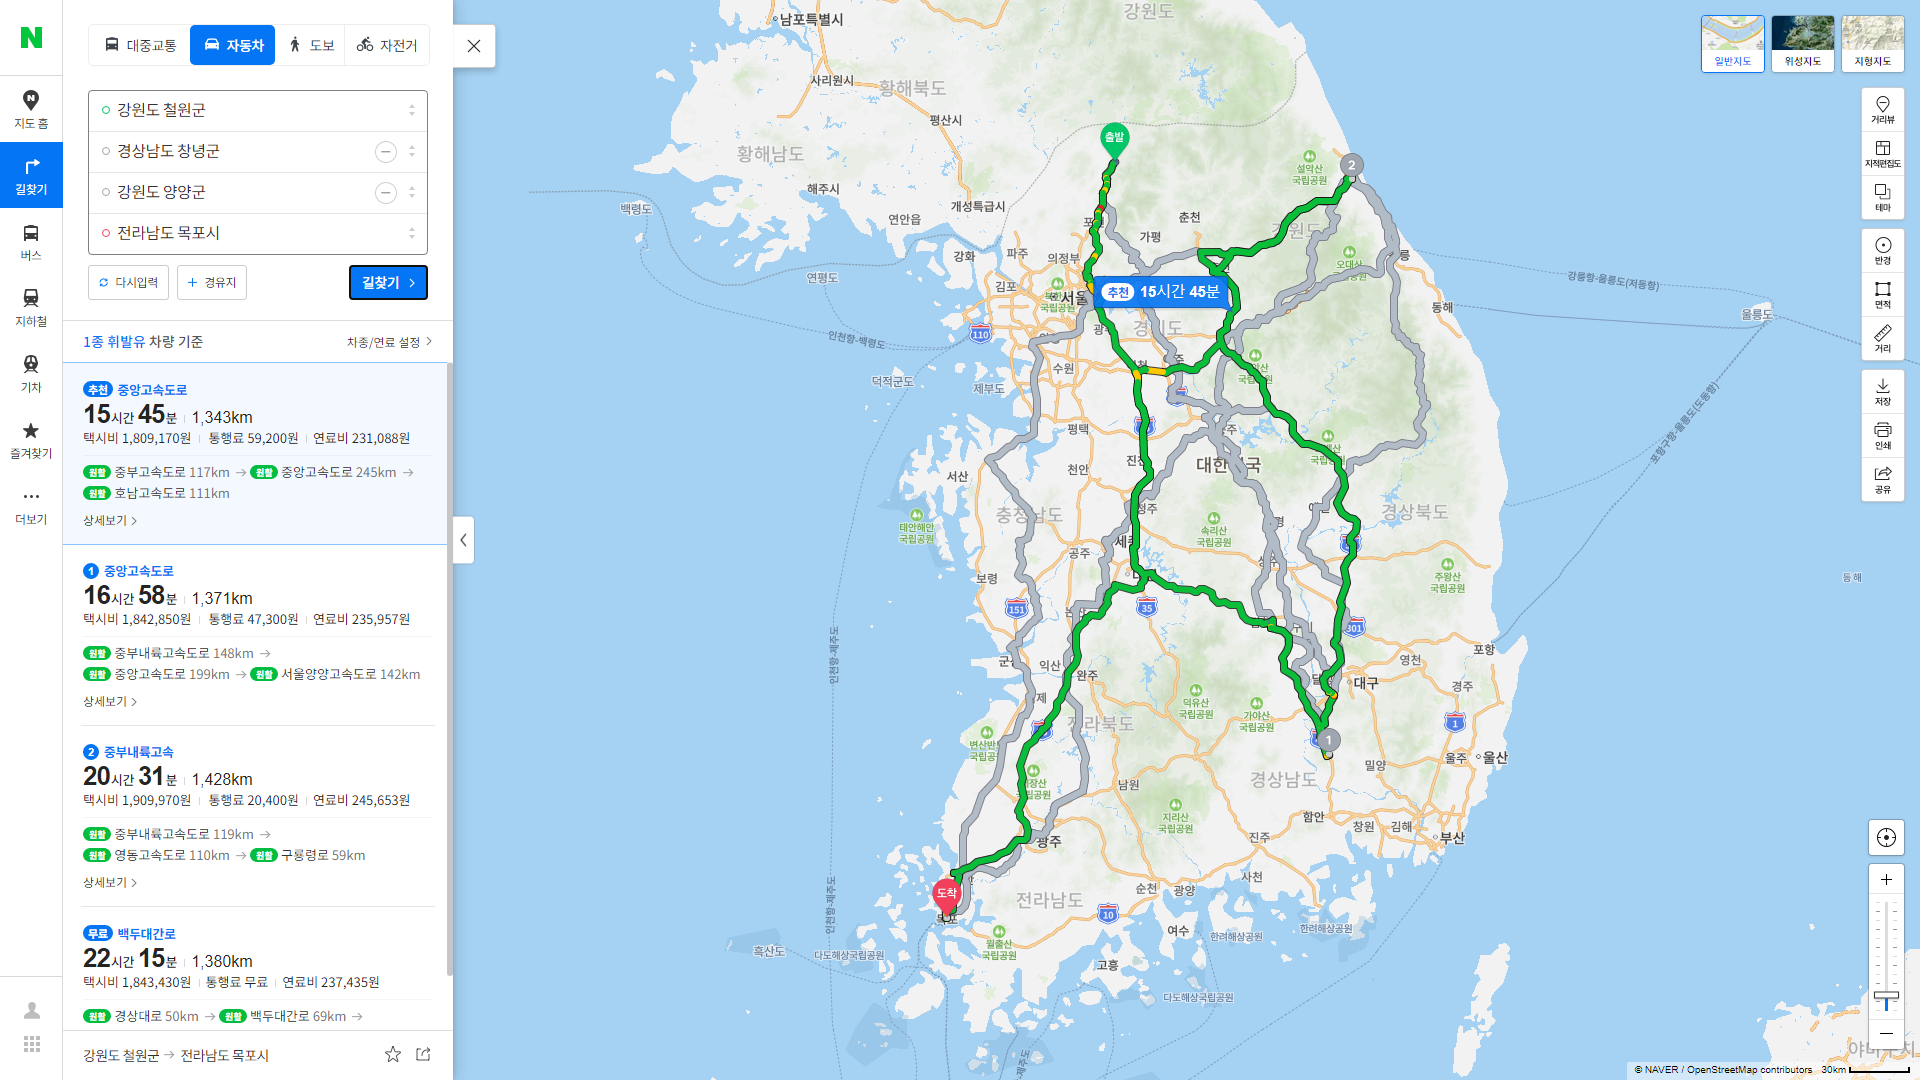 대중교통
자동차
도보
자전거
지도 홈
길찾기
버스
지하철
기차
즐겨찾기
더보기
강원도 철원군
경상남도 창녕군
강원도 양양군
전라남도 목포시
다시입력
경유지
길찾기
1종 휘발유 차량 기준
차종/연료 설정
추천 중앙고속도로
15시간 45분 1,343km
택시비 1,809,170원 통행료 59,200원 연료비 231,088원
원활 중부고속도로 117km → 원활 중앙고속도로 245km →
원활 호남고속도로 111km
상세보기
1 중앙고속도로
16시간 58분 1,371km
택시비 1,842,850원 통행료 47,300원 연료비 235,957원
원활 중부내륙고속도로 148km →
원활 중앙고속도로 199km → 원활 서울양양고속도로 142km
상세보기
2 중부내륙고속
20시간 31분 1,428km
택시비 1,909,970원 통행료 20,400원 연료비 245,653원
원활 중부내륙고속도로 119km →
원활 영동고속도로 110km → 원활 구룡령로 59km
상세보기
무료 백두대간로
22시간 15분 1,380km
택시비 1,843,430원 통행료 무료 연료비 237,435원
원활 경상대로 50km → 원활 백두대간로 69km →
강원도 철원군 → 전라남도 목포시
남포특별시
강원도
사리원시
황해북도
평산시
출발
황해남도
설악산
국립공원
2
해주시
백령도
개성특급시
연안읍
춘천
강화
파주
의정부
가평
연평도
김포
서울
추천 15시간 45분
경기도
강릉
동해
강릉항-울릉도(저동항)
울릉도
110
인천항-백령도
덕적군도
제부도
수원
평택
천안
서산
대한민국
충청남도
경상북도
태안해안
국립공원
속리산
국립공원
공주
보령
주왕산
국립공원
동해
포항구항-울릉도(도동항)
151
35
301
인천항-제주도
익산
완주
영천
포항
대구
경주
덕유산
국립공원
가야산
국립공원
1
1
울주
울산
밀양
경상남도
남원
지리산
국립공원
함안
창원
김해
부산
진주
광주
도착
전라남도
순천
광양
사천
10
여수
한려해상공원
한려해상공원
월출산
국립공원
흑산도
다도해상국립공원
인천항-제주도
고흥
다도해상국립공원
일반지도
위성지도
지형지도
거리뷰
지적편집도
테마
반경
면적
거리
저장
인쇄
공유
© NAVER / OpenStreetMap contributors 30km